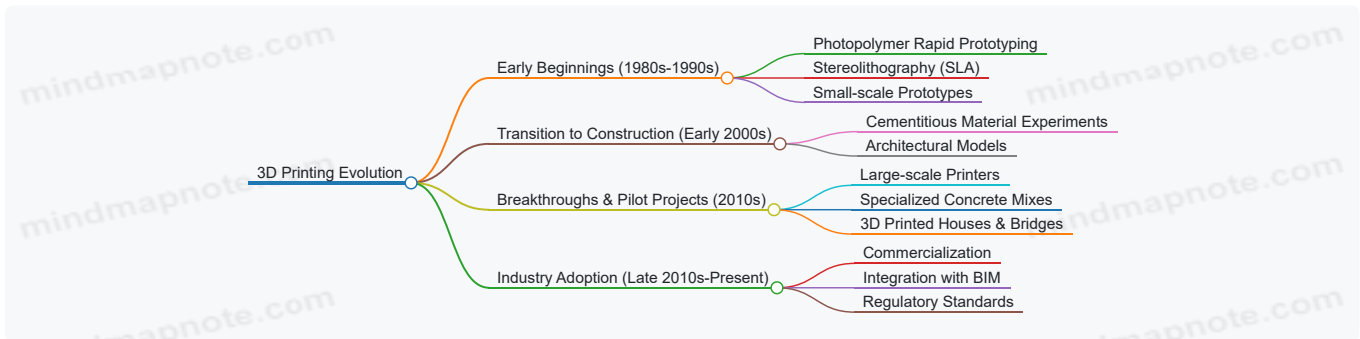 mindmapnote.com
mindmapnote.com
3D Printing Evolution
Early Beginnings (1980s-1990s)
Photopolymer Rapid Prototyping
Stereolithography (SLA)
Small-scale Prototypes
Transition to Construction (Early 2000s)
Cementitious Material Experiments
Architectural Models
Breakthroughs & Pilot Projects (2010s)
Large-scale Printers
Specialized Concrete Mixes
3D Printed Houses & Bridges
Industry Adoption (Late 2010s-Present)
Commercialization
Integration with BIM
Regulatory Standards
mindmapnote.com
mindmapnote.com
mindmapnote.com
mindmapnote.com